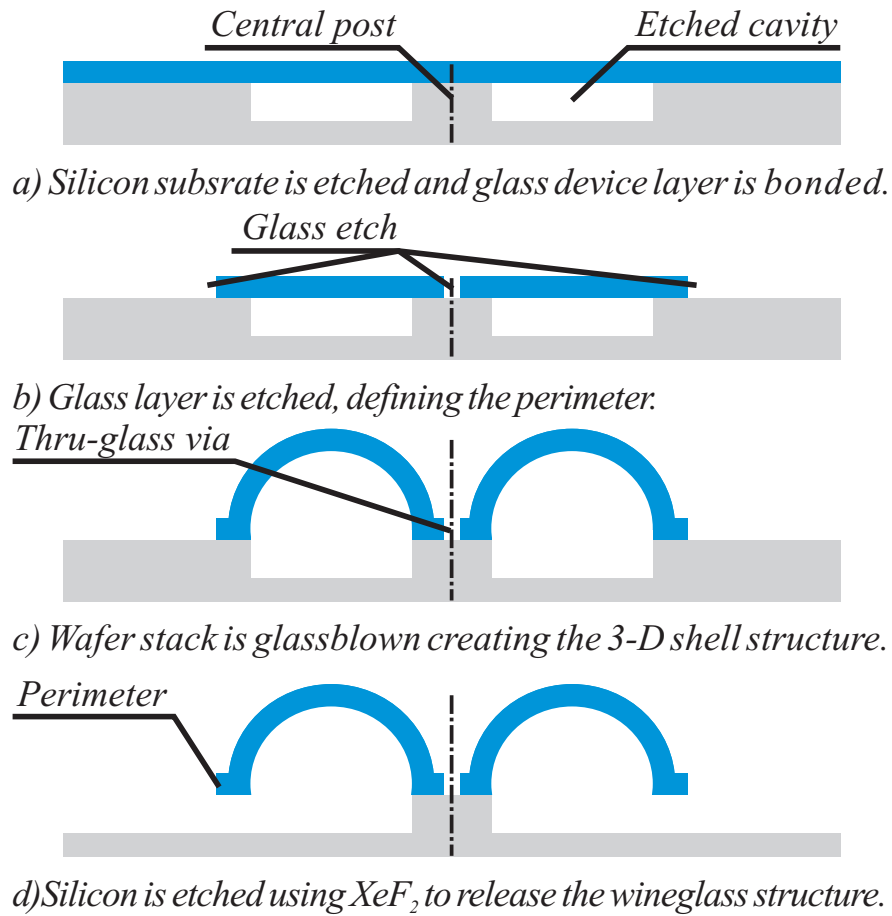 Central post Etched cavity
a) Silicon subsrate is etched and glass device layer is bonded.
Glass etch
b) Glass layer is etched, defining the perimeter.
Thru-glass via
c) Wafer stack is glassblown creating the 3-D shell structure.
Perimeter
d)Silicon is etched using XeF₂ to release the wineglass structure.